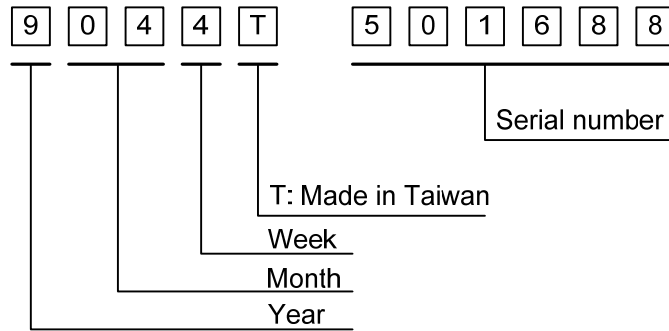 9 0 4 4 T 5 0 1 6 8 8
Serial number
T: Made in Taiwan
Week
Month
Year